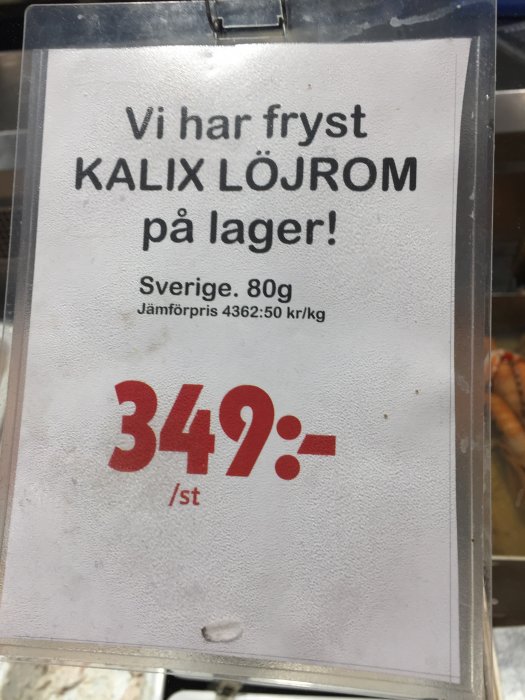 Vi har fryst
KALIX LÖJROM
på lager!
Sverige. 80g
Jämförpris 4362:50 kr/kg
349:-
/st